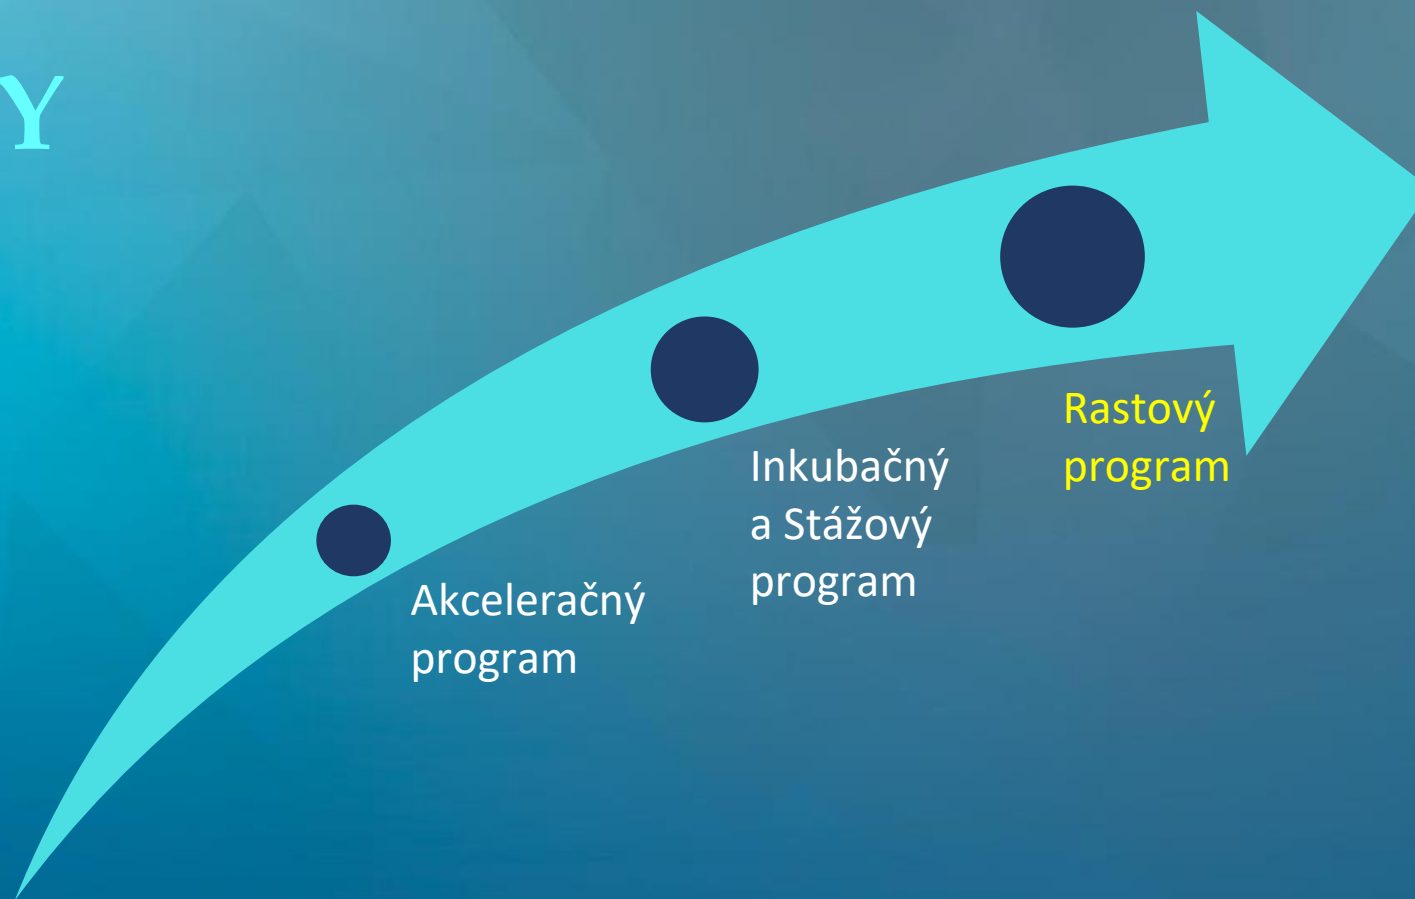 Y
Rastový
program
Inkubačný
a Stážový
program
Akceleračný
program